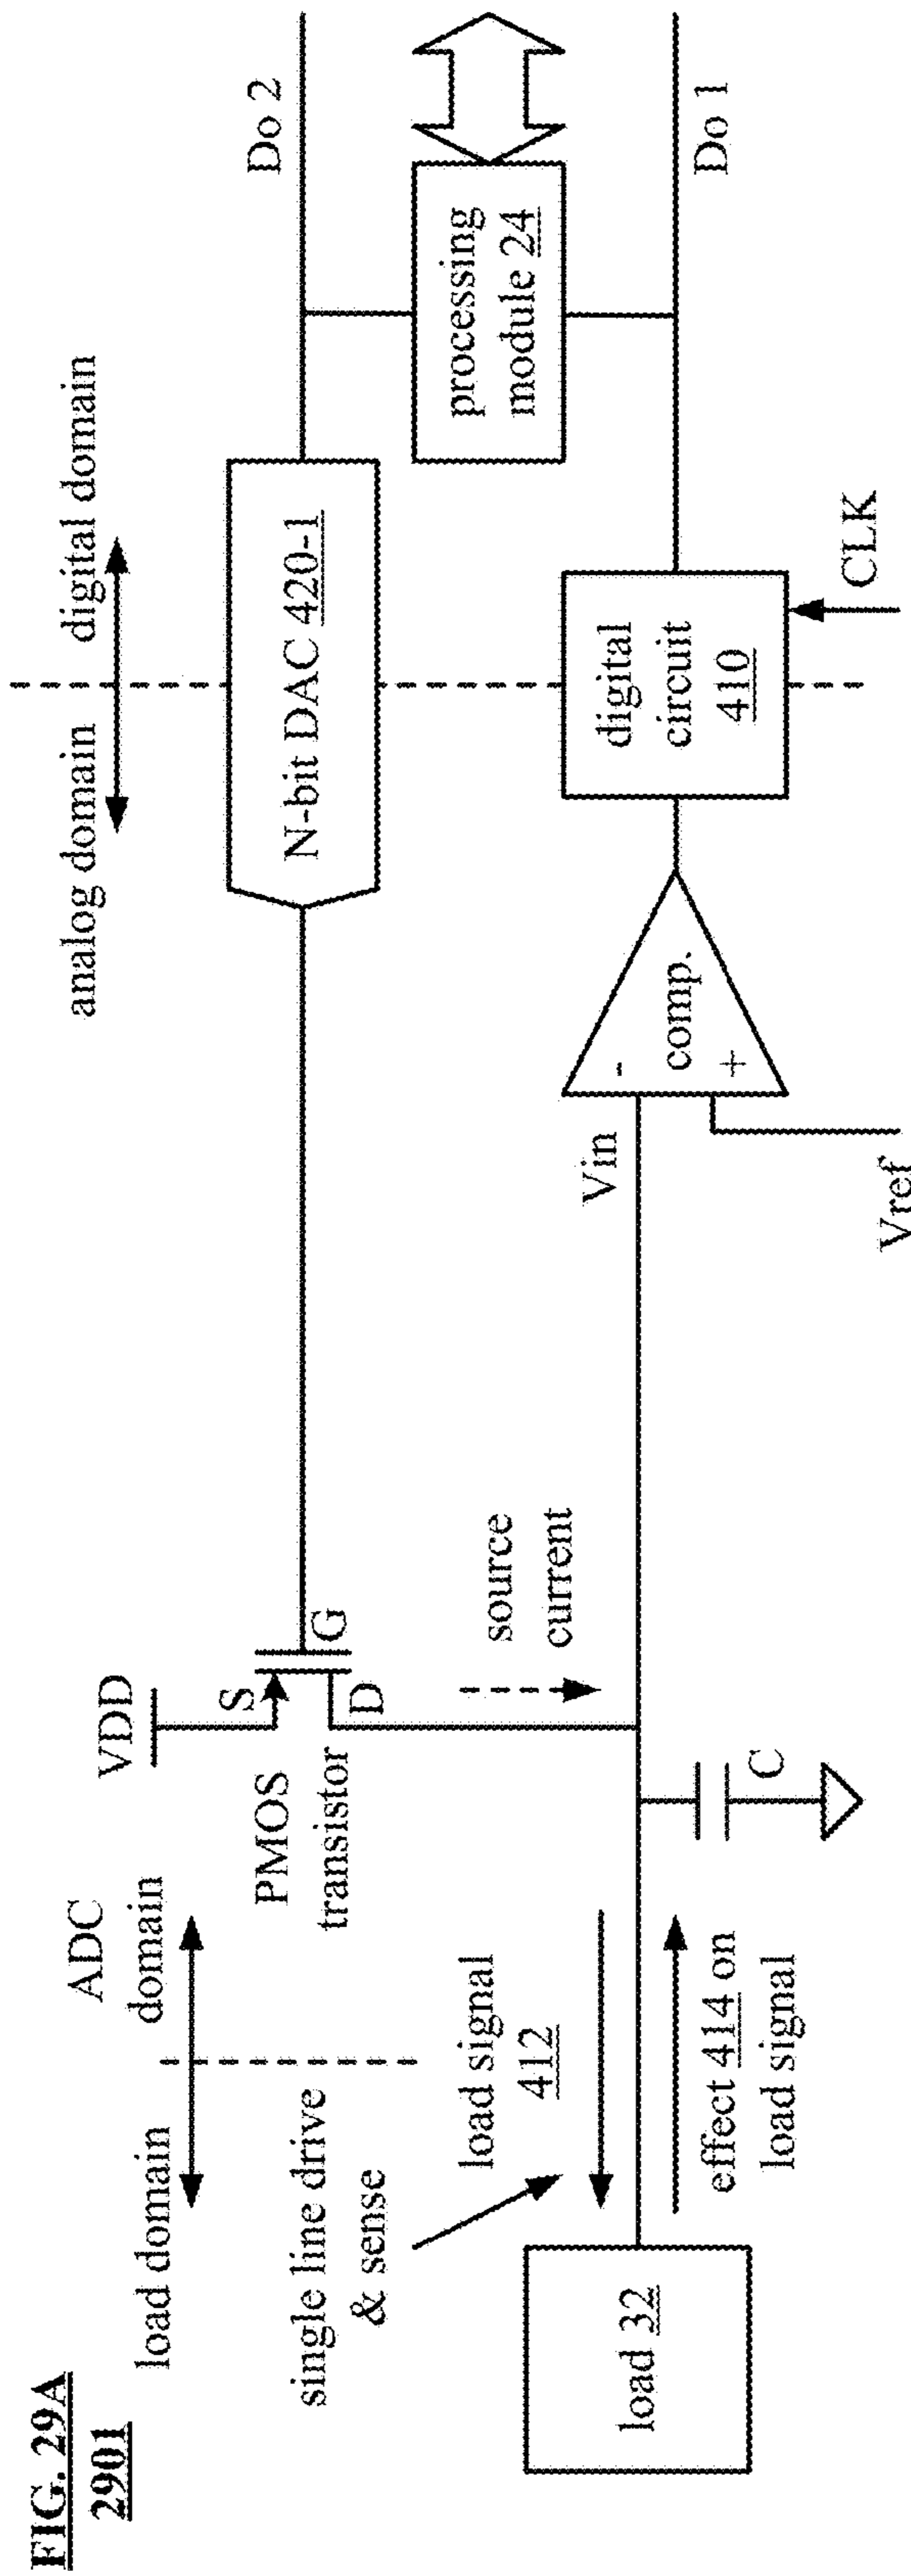 FIG. 29A
2901
load domain
ADC
domain
analog domain
digital domain
single line drive
& sense
PMOS
transistor
VDD
S
G
D
N-bit DAC 420-1
Do 2
load signal
412
source
current
processing
module 24
load 32
effect 414 on
load signal
C
Vin
Vref
-
+
comp.
digital
circuit
410
CLK
Do 1